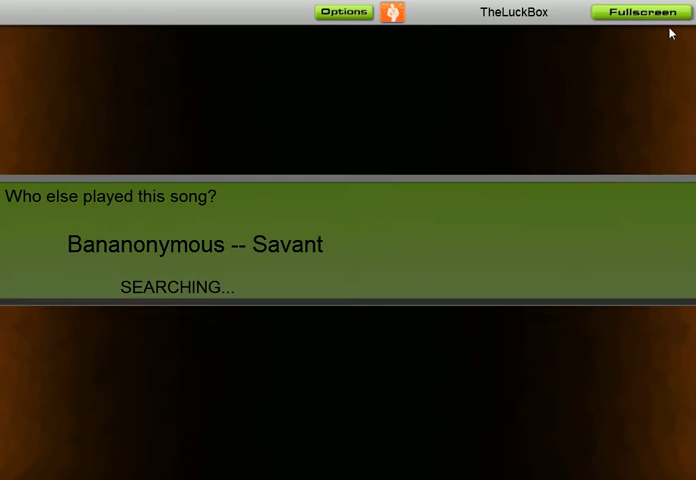 Options
TheLuckBox
Fullscreen
Who else played this song?
Bananonymous -- Savant
SEARCHING...